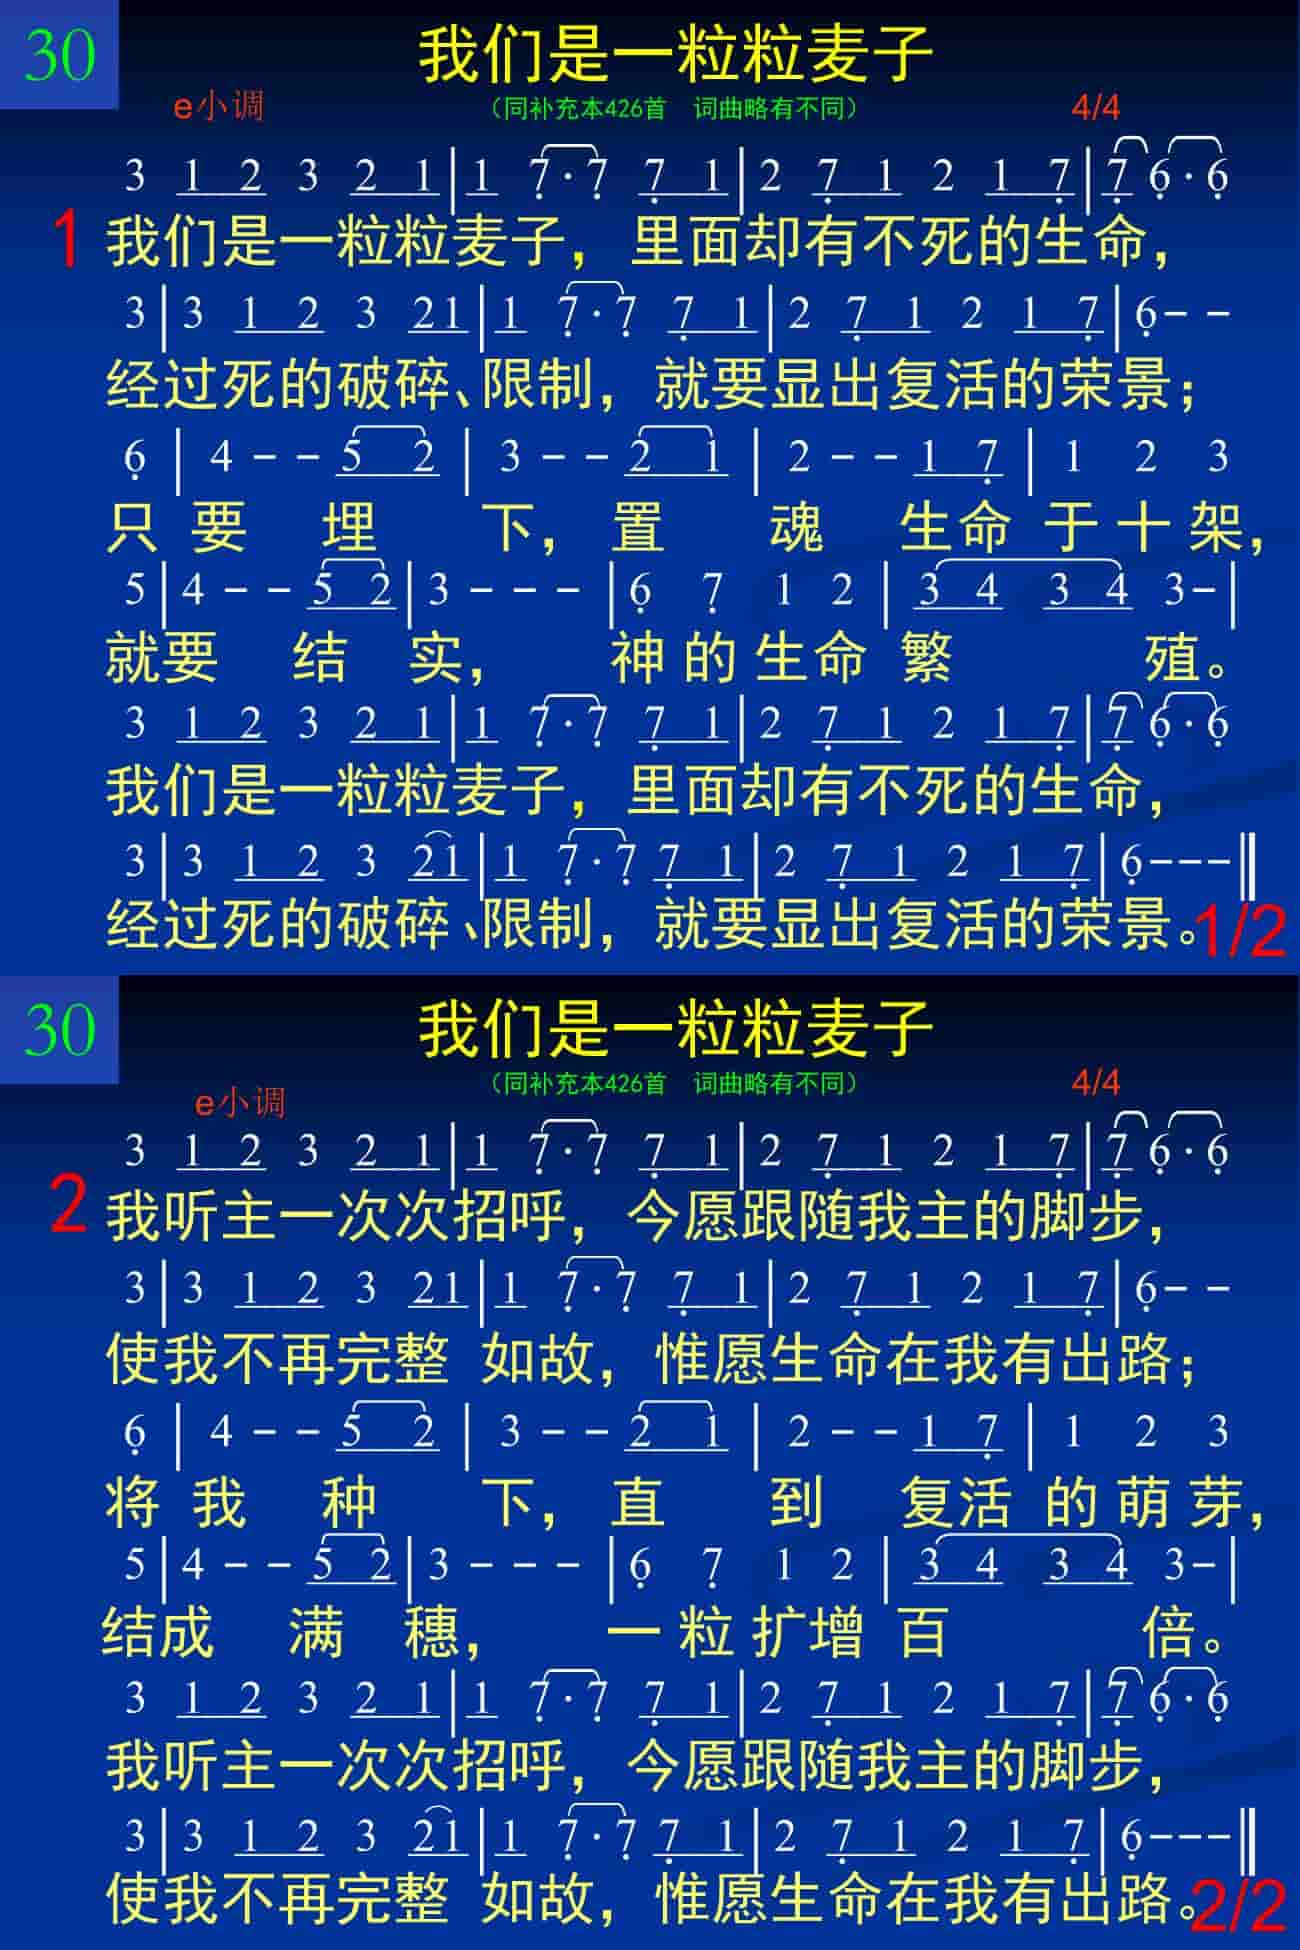 30
我们是一粒粒麦子
(同补充本426首 词曲略有不同)
e小调 4/4
3 1 2 3 2 1 | 1 7̣·7̣ 7̣ 1 | 2 7̣ 1 2 1 7̣ | 7̣ 6̣·6̣
1 我们是一粒粒麦子，里面却有不死的生命，
3 | 3 1 2 3 2 1 | 1 7̣·7̣ 7̣ 1 | 2 7̣ 1 2 1 7̣ | 6̣ - -
经过死的破碎、限制，就要显出复活的荣景；
6̣ | 4 - - 5 2 | 3 - - 2 1 | 2 - - 1 7̣ | 1 2 3
只要埋下，置魂生命于十架，
5 | 4 - - 5 2 | 3 - - - | 6̣ 7̣ 1 2 | 3 4 3 4 3 - |
就要结实，神的生命繁殖。
3 1 2 3 2 1 | 1 7̣·7̣ 7̣ 1 | 2 7̣ 1 2 1 7̣ | 7̣ 6̣·6̣
我们是一粒粒麦子，里面却有不死的生命，
3 | 3 1 2 3 2 1 | 1 7̣·7̣ 7̣ 1 | 2 7̣ 1 2 1 7̣ | 6̣ - - - ‖
经过死的破碎、限制，就要显出复活的荣景。
1/2
30
我们是一粒粒麦子
(同补充本426首 词曲略有不同)
e小调 4/4
3 1 2 3 2 1 | 1 7̣·7̣ 7̣ 1 | 2 7̣ 1 2 1 7̣ | 7̣ 6̣·6̣
2 我听主一次次招呼，今愿跟随我主的脚步，
3 | 3 1 2 3 2 1 | 1 7̣·7̣ 7̣ 1 | 2 7̣ 1 2 1 7̣ | 6̣ - -
使我不再完整 如故，惟愿生命在我有出路；
6̣ | 4 - - 5 2 | 3 - - 2 1 | 2 - - 1 7̣ | 1 2 3
将我种下，直到复活的萌芽，
5 | 4 - - 5 2 | 3 - - - | 6̣ 7̣ 1 2 | 3 4 3 4 3 - |
结成满穗，一粒扩增百倍。
3 1 2 3 2 1 | 1 7̣·7̣ 7̣ 1 | 2 7̣ 1 2 1 7̣ | 7̣ 6̣·6̣
我听主一次次招呼，今愿跟随我主的脚步，
3 | 3 1 2 3 2 1 | 1 7̣·7̣ 7̣ 1 | 2 7̣ 1 2 1 7̣ | 6̣ - - - ‖
使我不再完整 如故，惟愿生命在我有出路。
2/2